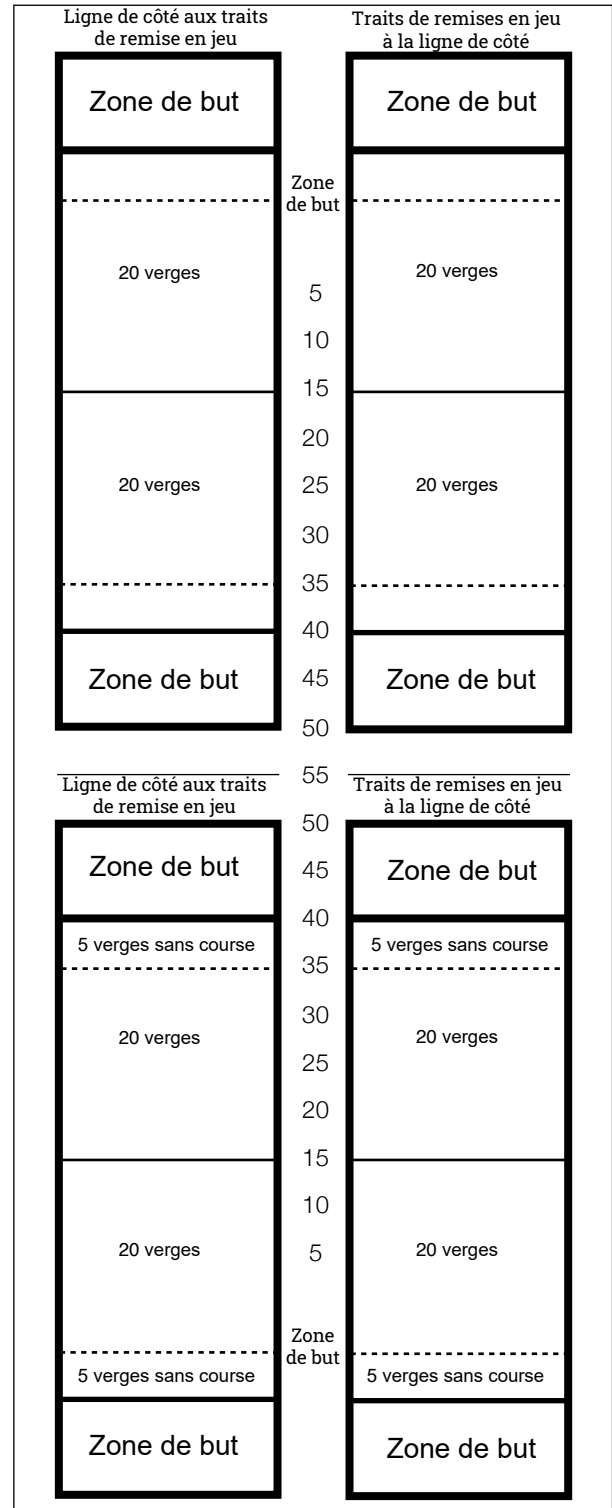 Ligne de côté aux traits
de remise en jeu
Traits de remises en jeu
à la ligne de côté
Zone de but
Zone de but
Zone
de but
20 verges
20 verges
5
10
15
20
20 verges
25
20 verges
30
35
40
Zone de but
45
Zone de but
50
55
Ligne de côté aux traits
de remise en jeu
Traits de remises en jeu
à la ligne de côté
50
Zone de but
45
Zone de but
40
5 verges sans course
5 verges sans course
35
30
20 verges
20 verges
25
20
15
10
20 verges
5
20 verges
Zone
de but
5 verges sans course
5 verges sans course
Zone de but
Zone de but